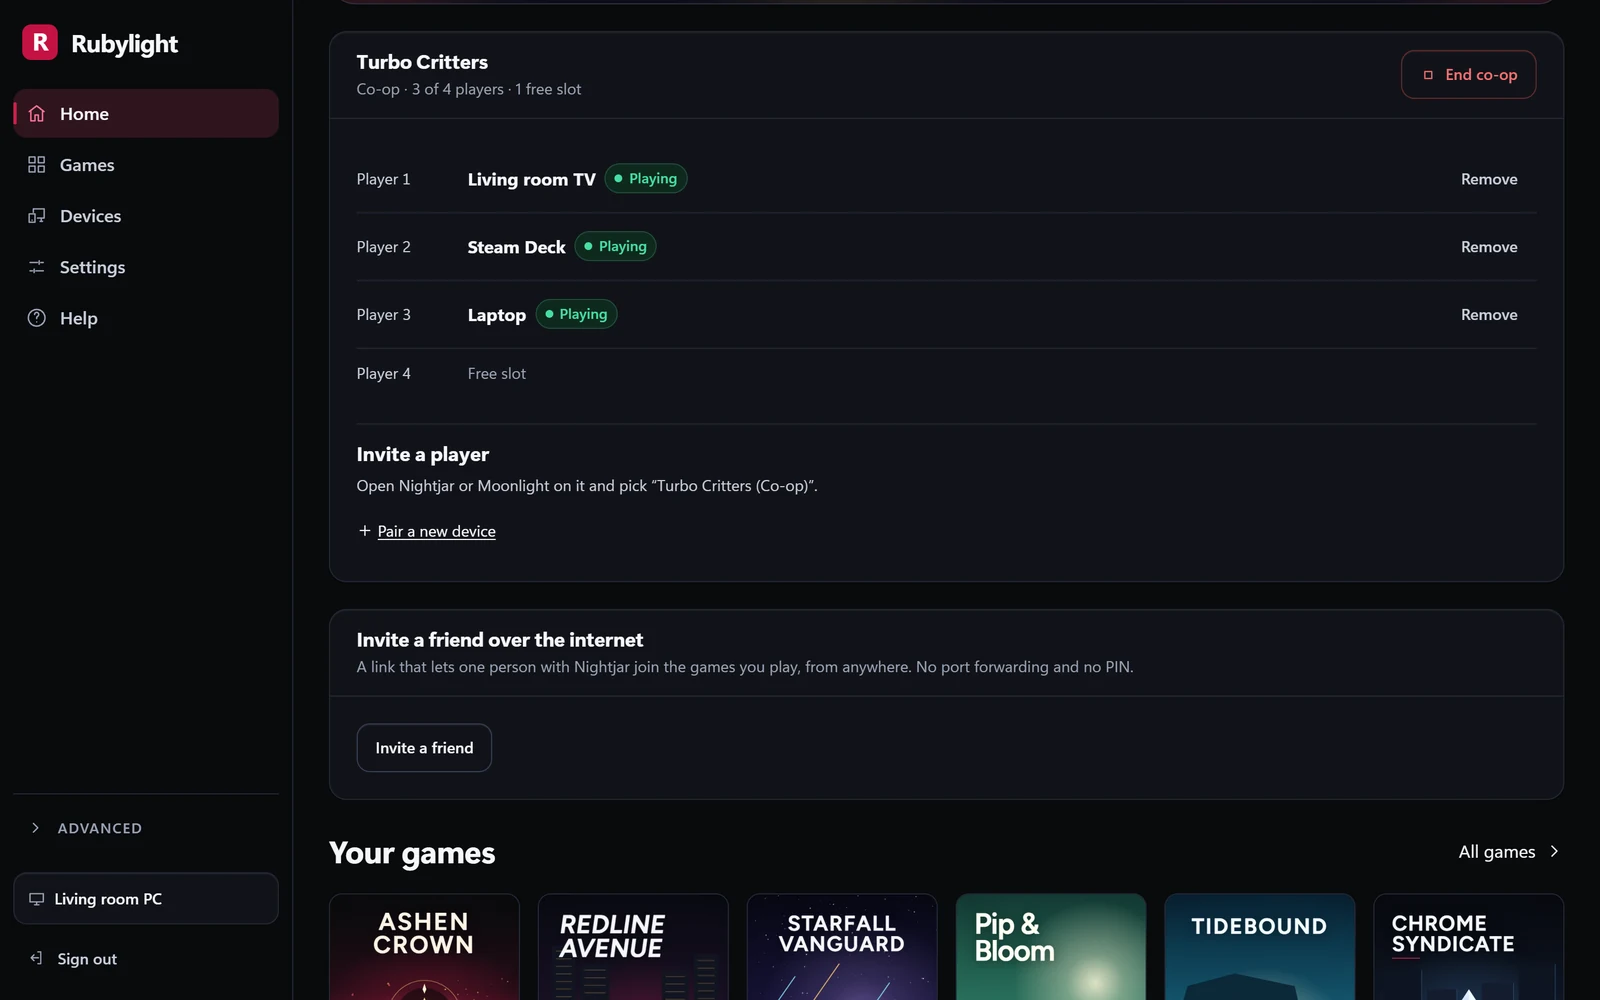 R Rubylight
Home
Games
Devices
Settings
Help
ADVANCED
Living room PC
Sign out
Turbo Critters
Co-op · 3 of 4 players · 1 free slot
End co-op
Player 1 Living room TV Playing Remove
Player 2 Steam Deck Playing Remove
Player 3 Laptop Playing Remove
Player 4 Free slot
Invite a player
Open Nightjar or Moonlight on it and pick “Turbo Critters (Co-op)”.
+ Pair a new device
Invite a friend over the internet
A link that lets one person with Nightjar join the games you play, from anywhere. No port forwarding and no PIN.
Invite a friend
Your games
All games
ASHEN
CROWN
REDLINE
AVENUE
STARFALL
VANGUARD
Pip &
Bloom
TIDEBOUND
CHROME
SYNDICATE